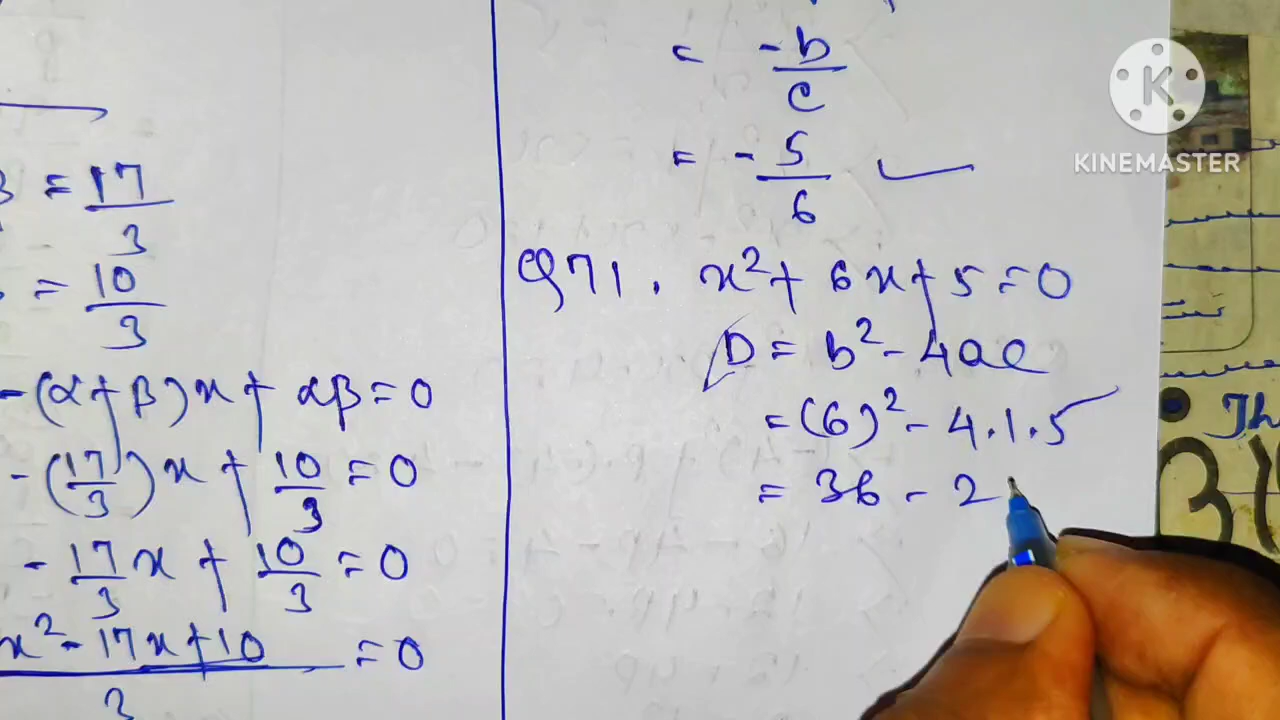 β = 17/3
= 10/3
-(α+β)x + αβ = 0
-(17/3)x + 10/3 = 0
- 17/3 x + 10/3 = 0
x² - 17x + 10 / 3 = 0
= -b/c
= - 5/6
Q71. x² + 6x + 5 = 0
D = b² - 4ac
= (6)² - 4.1.5
= 36 - 2
K
KINEMASTER
Th